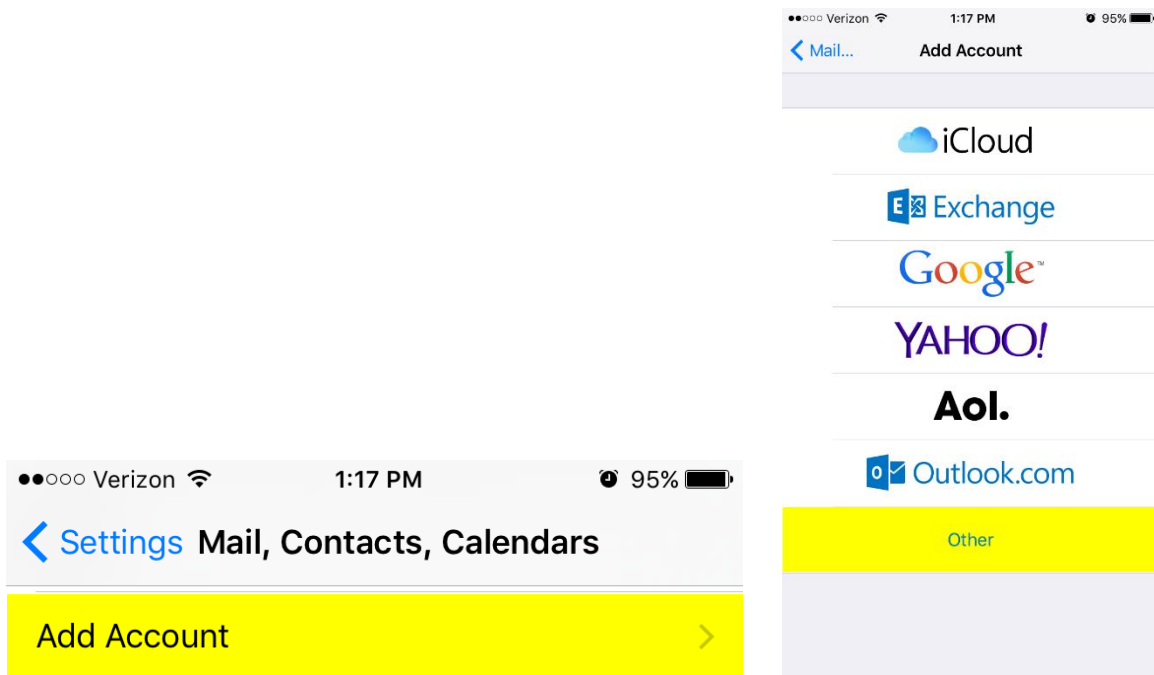 Verizon 1:17 PM 95%
Settings Mail, Contacts, Calendars
Add Account
Verizon 1:17 PM 95%
Mail... Add Account
iCloud
E Exchange
Google™
YAHOO!
Aol.
o Outlook.com
Other